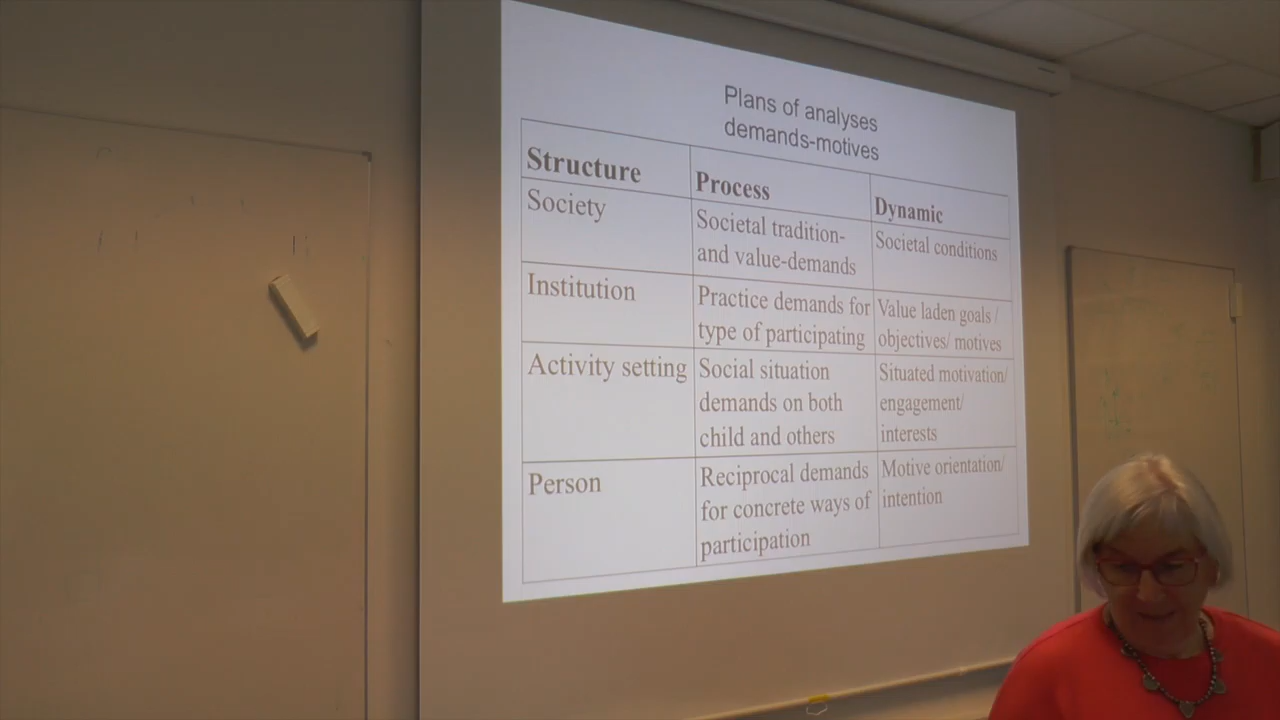 Plans of analyses
demands-motives
Structure
Process
Dynamic
Society
Societal tradition-
and value-demands
Societal conditions
Institution
Practice demands for
type of participating
Value laden goals /
objectives/ motives
Activity setting
Social situation
demands on both
child and others
Situated motivation/
engagement/
interests
Person
Reciprocal demands
for concrete ways of
participation
Motive orientation/
intention